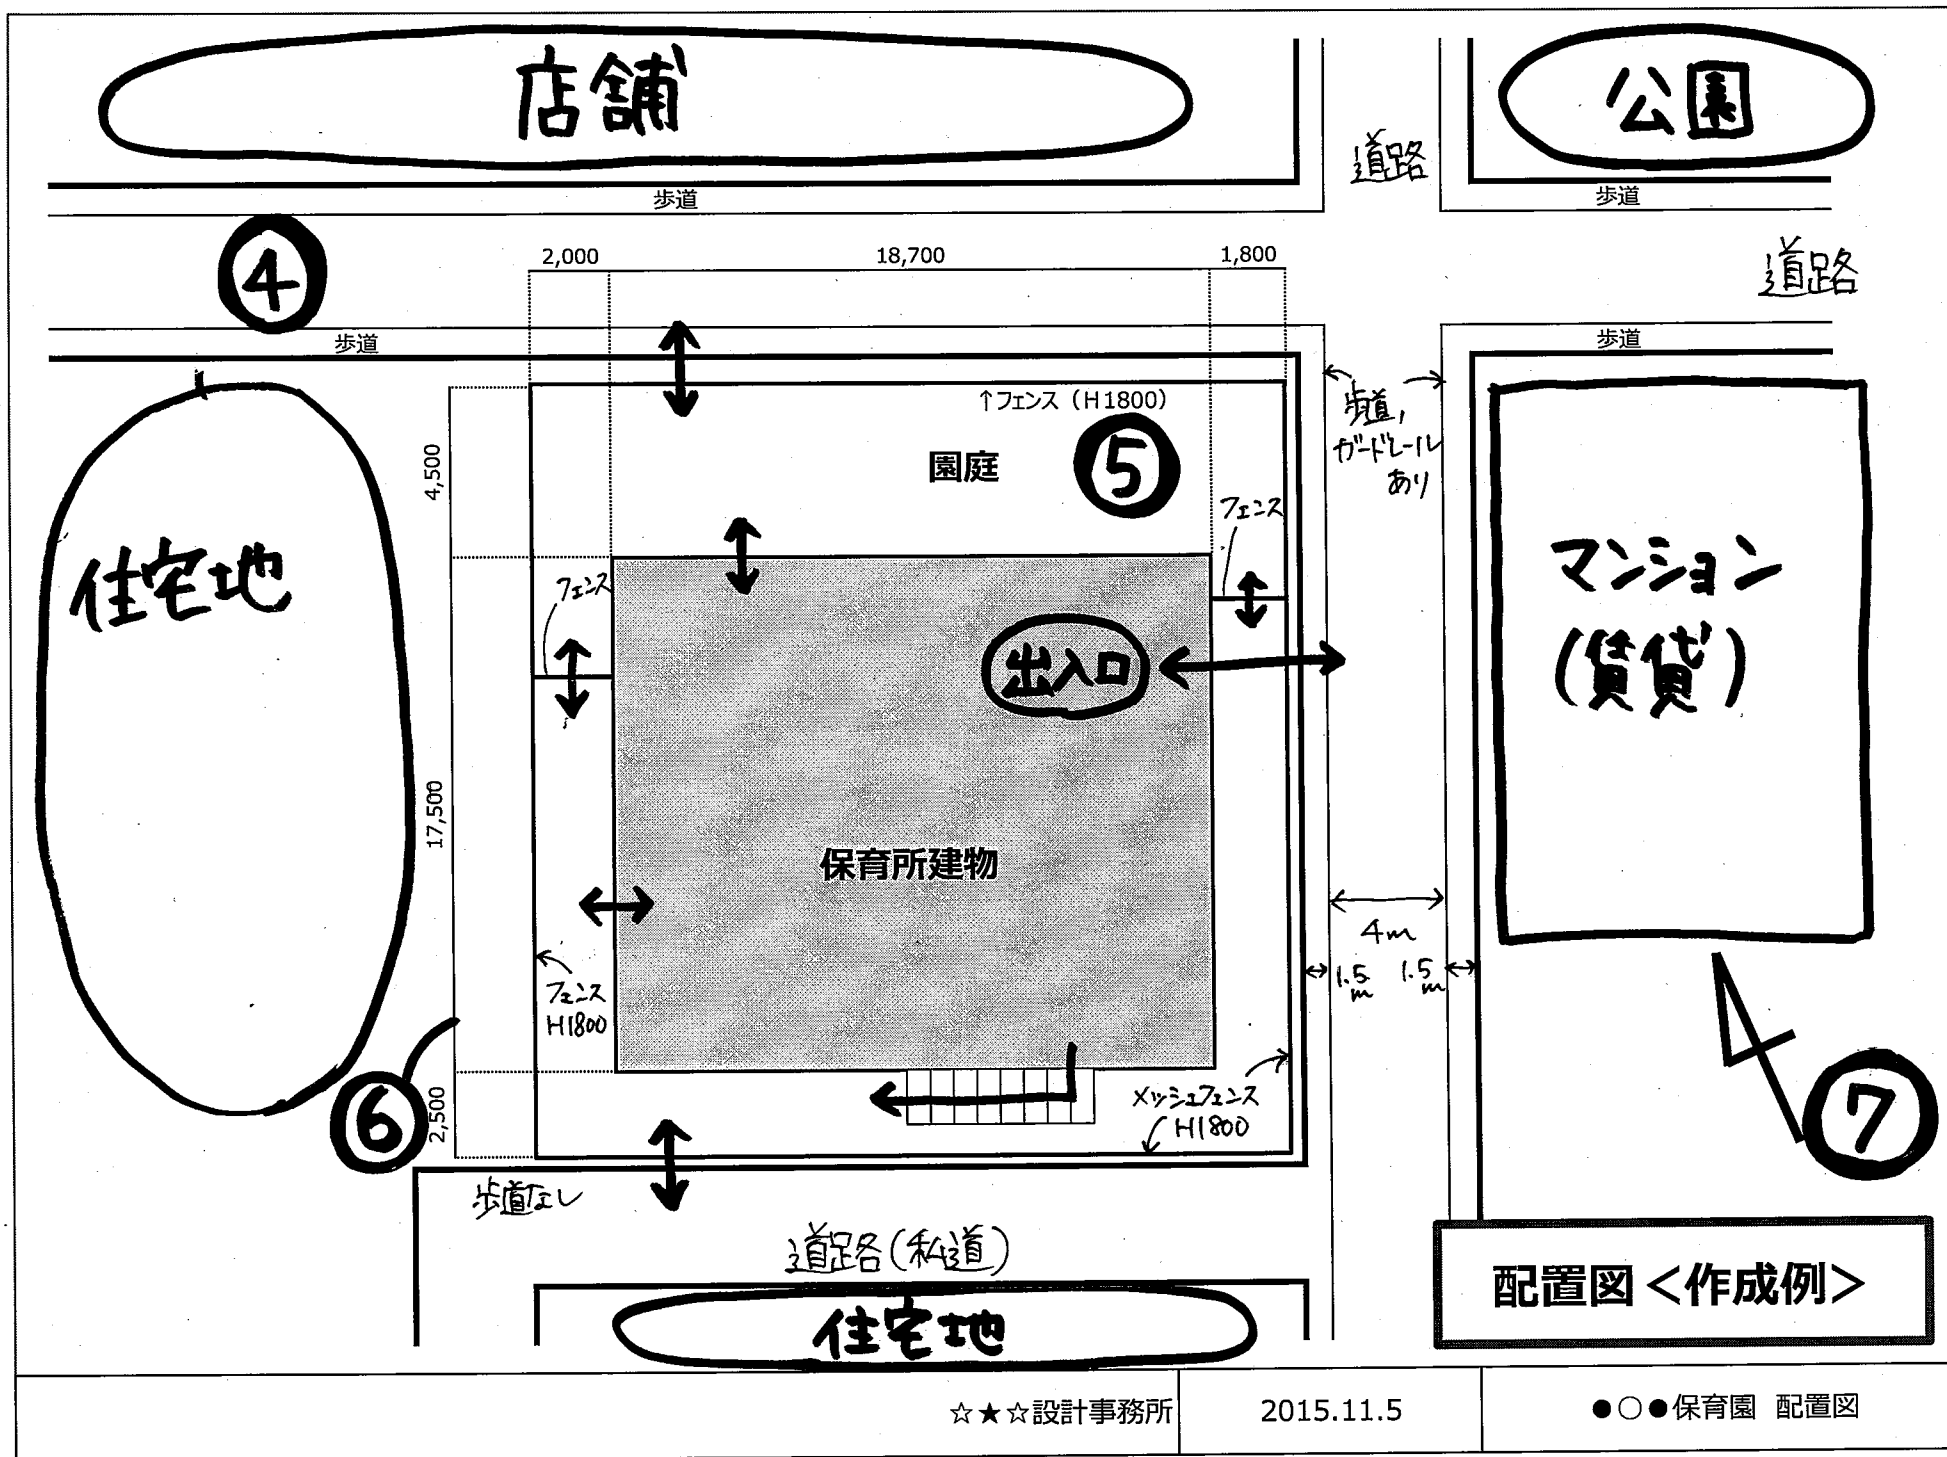 店舗
公園
道路
歩道
歩道
④
2,000
18,700
1,800
道路
歩道
歩道
↑フェンス（H1800）
歩道,
ガードレール
あり
4,500
園庭
⑤
フェンス
住宅地
フェンス
マンション
(賃貸)
出入口
17,500
保育所建物
4m
1.5
m
1.5
m
フェンス
H1800
⑥
2,500
メッシュフェンス
H1800
⑦
歩道なし
道路(私道)
住宅地
配置図＜作成例＞
☆★☆設計事務所
2015.11.5
●○●保育園 配置図